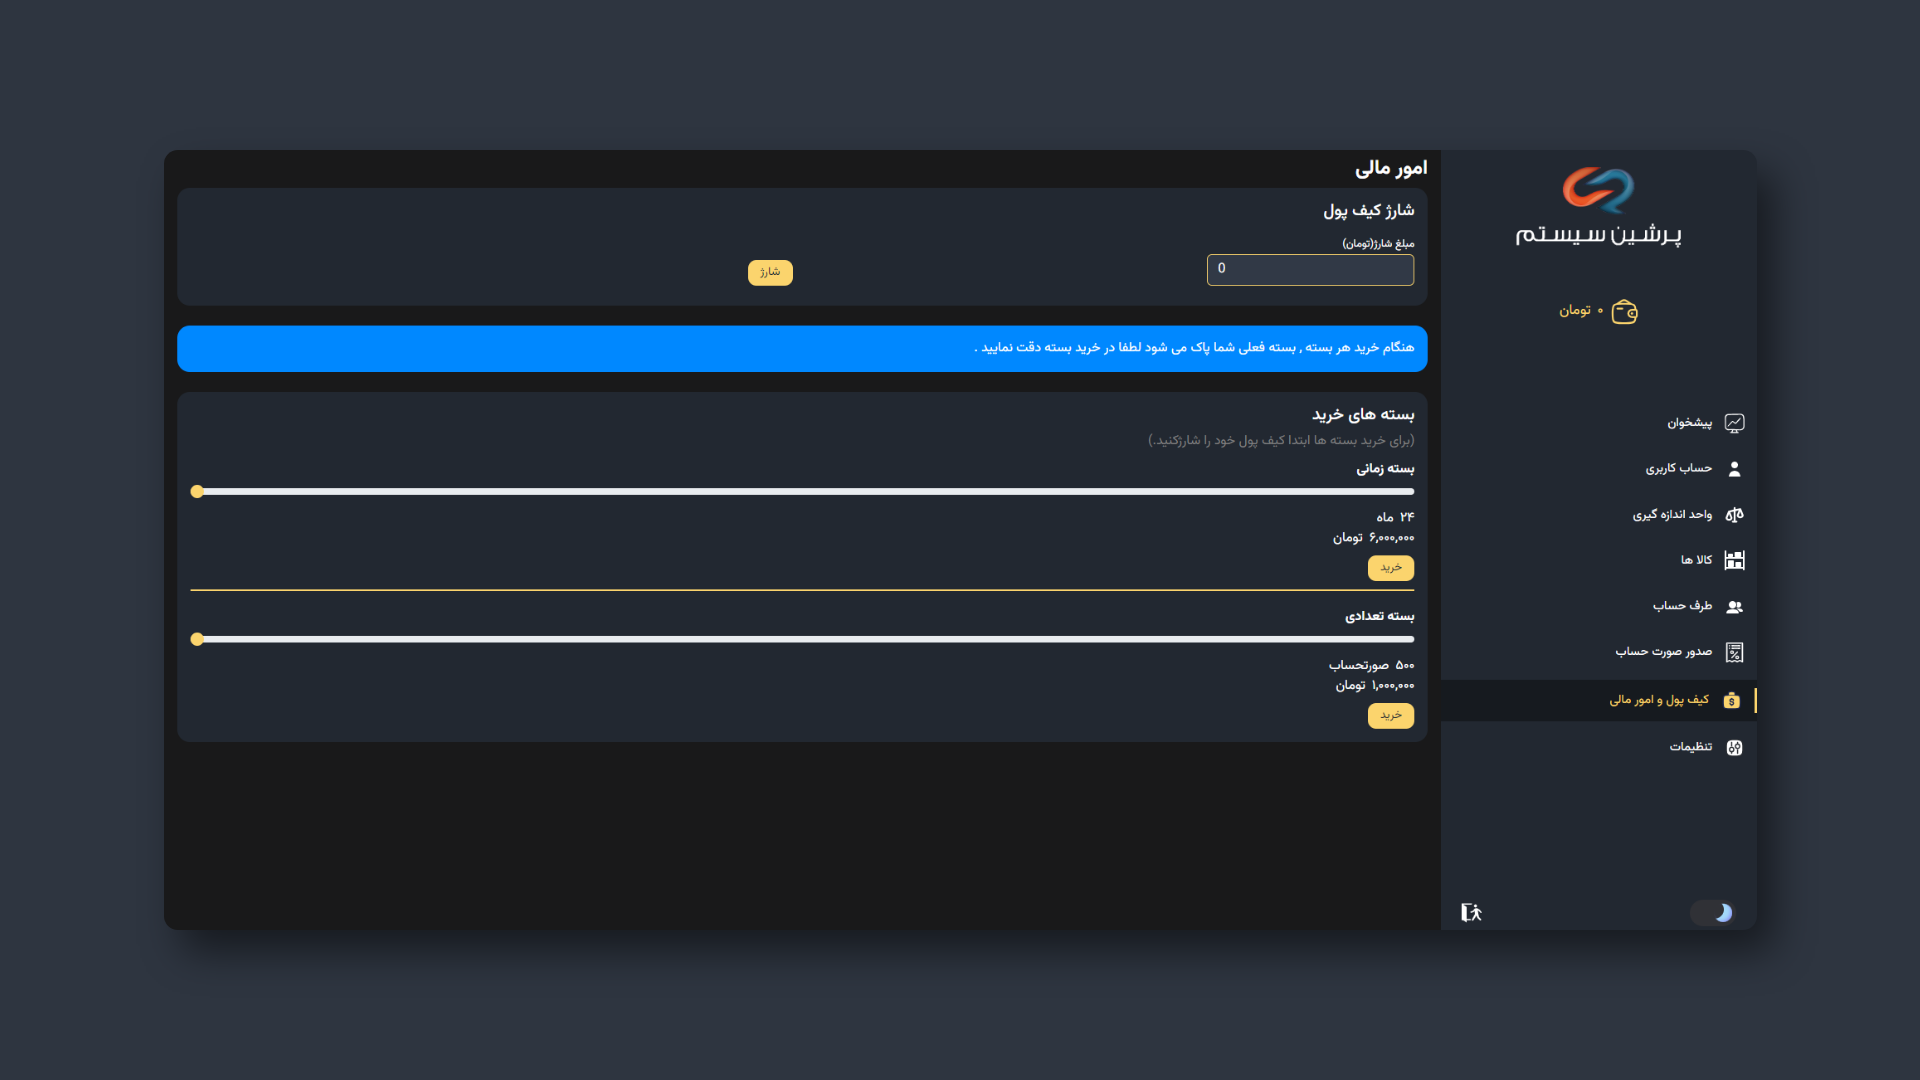 پرشین سیستم
۰ تومان
پیشخوان
حساب کاربری
واحد اندازه گیری
کالا ها
طرف حساب
صدور صورت حساب
کیف پول و امور مالی
تنظیمات
امور مالی
شارژ کیف پول
مبلغ شارژ(تومان)
0
شارژ
هنگام خرید هر بسته , بسته فعلی شما پاک می شود لطفا در خرید بسته دقت نمایید .
بسته های خرید
(برای خرید بسته ها ابتدا کیف پول خود را شارژکنید.)
بسته زمانی
۲۴ ماه
۶,۰۰۰,۰۰۰ تومان
خرید
بسته تعدادی
۵۰۰ صورتحساب
۱,۰۰۰,۰۰۰ تومان
خرید